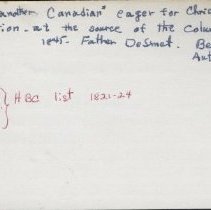 another Canadian" eager for Chris
ion - at the source of the Colum
1845 - Father DeSmet. Be
Aut
} HBC list 1821-24